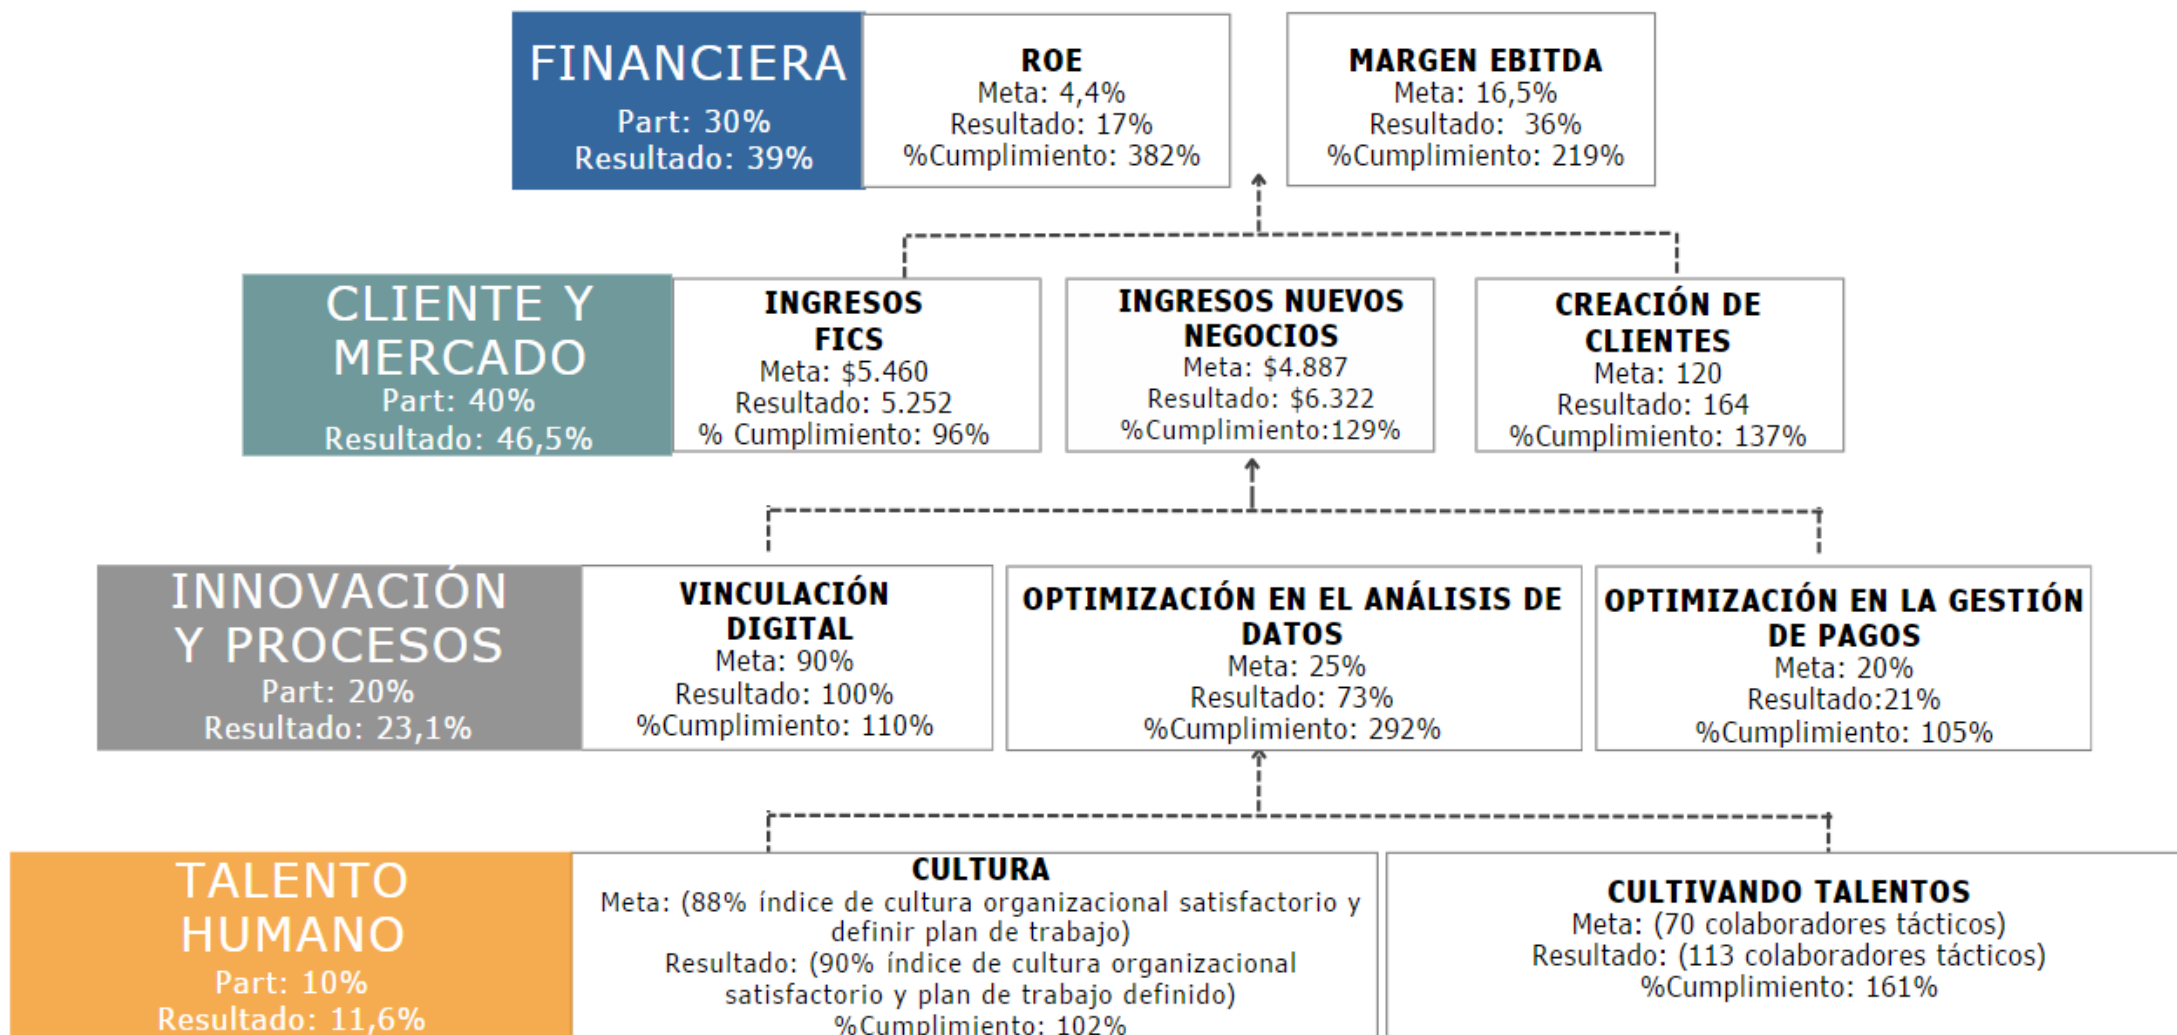 FINANCIERA
Part: 30%
Resultado: 39%
ROE
Meta: 4,4%
Resultado: 17%
%Cumplimiento: 382%
MARGEN EBITDA
Meta: 16,5%
Resultado: 36%
%Cumplimiento: 219%
CLIENTE Y
MERCADO
Part: 40%
Resultado: 46,5%
INGRESOS
FICS
Meta: $5.460
Resultado: 5.252
% Cumplimiento: 96%
INGRESOS NUEVOS
NEGOCIOS
Meta: $4.887
Resultado: $6.322
%Cumplimiento:129%
CREACIÓN DE
CLIENTES
Meta: 120
Resultado: 164
%Cumplimiento: 137%
INNOVACIÓN
Y PROCESOS
Part: 20%
Resultado: 23,1%
VINCULACIÓN
DIGITAL
Meta: 90%
Resultado: 100%
%Cumplimiento: 110%
OPTIMIZACIÓN EN EL ANÁLISIS DE
DATOS
Meta: 25%
Resultado: 73%
%Cumplimiento: 292%
OPTIMIZACIÓN EN LA GESTIÓN
DE PAGOS
Meta: 20%
Resultado:21%
%Cumplimiento: 105%
TALENTO
HUMANO
Part: 10%
Resultado: 11,6%
CULTURA
Meta: (88% índice de cultura organizacional satisfactorio y
definir plan de trabajo)
Resultado: (90% índice de cultura organizacional
satisfactorio y plan de trabajo definido)
%Cumplimiento: 102%
CULTIVANDO TALENTOS
Meta: (70 colaboradores tácticos)
Resultado: (113 colaboradores tácticos)
%Cumplimiento: 161%